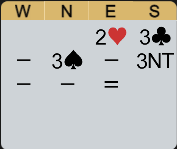 W N E S
2♥ 3♣
– 3♠ – 3NT
– – =